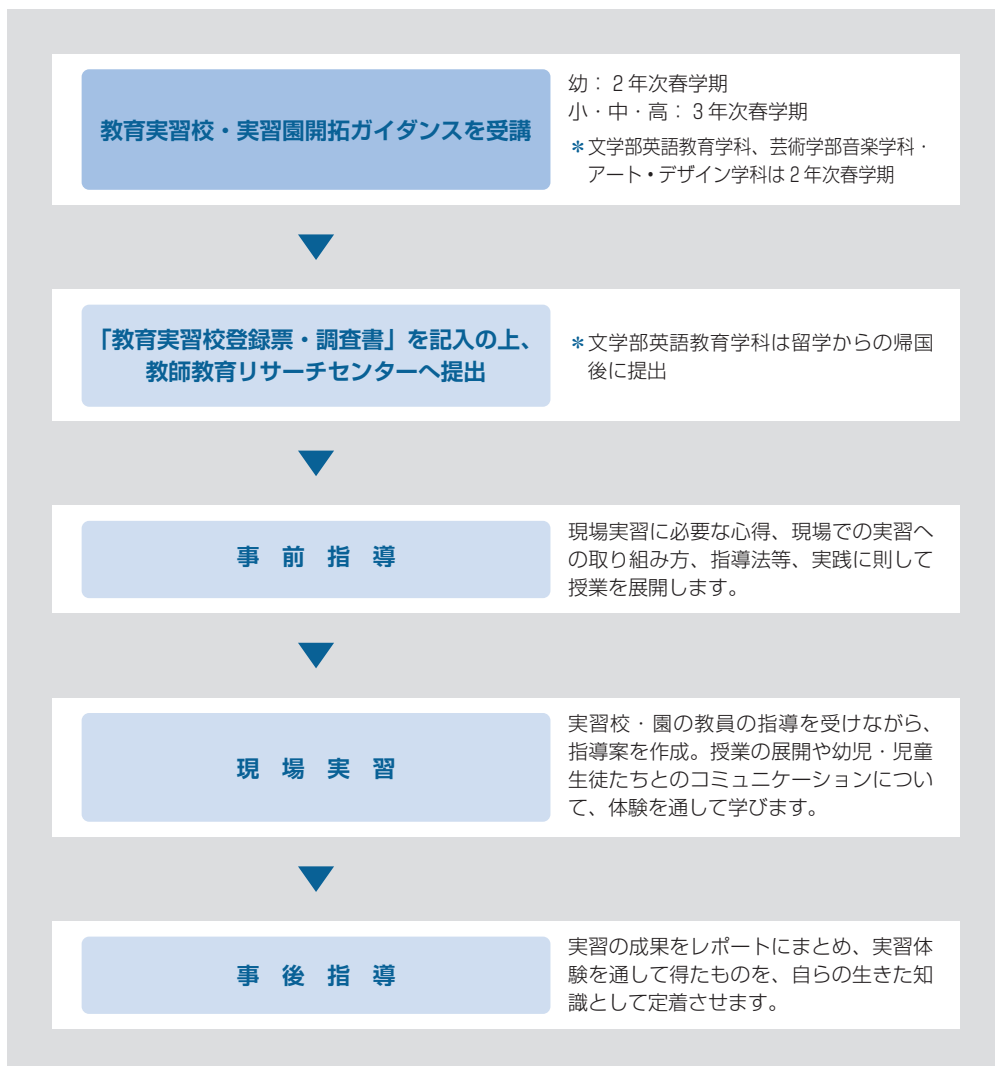 教育実習校・実習園開拓ガイダンスを受講
幼：２年次春学期
小・中・高：３年次春学期
＊文学部英語教育学科、芸術学部音楽学科・
アート・デザイン学科は２年次春学期
「教育実習校登録票・調査書」を記入の上、
教師教育リサーチセンターへ提出
＊文学部英語教育学科は留学からの帰国
後に提出
事前指導
現場実習に必要な心得、現場での実習へ
の取り組み方、指導法等、実践に則して
授業を展開します。
現場実習
実習校・園の教員の指導を受けながら、
指導案を作成。授業の展開や幼児・児童
生徒たちとのコミュニケーションについ
て、体験を通して学びます。
事後指導
実習の成果をレポートにまとめ、実習体
験を通して得たものを、自らの生きた知
識として定着させます。